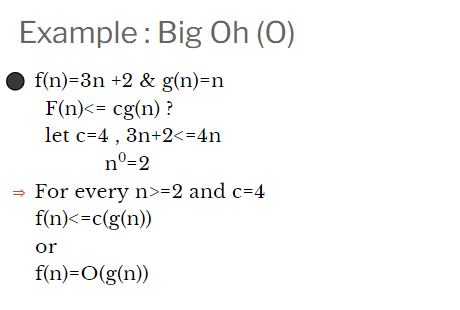 Example : Big Oh (O)
f(n)=3n +2 & g(n)=n
F(n)<= cg(n) ?
let c=4 , 3n+2<=4n
n⁰=2
⇒ For every n>=2 and c=4
f(n)<=c(g(n))
or
f(n)=O(g(n))